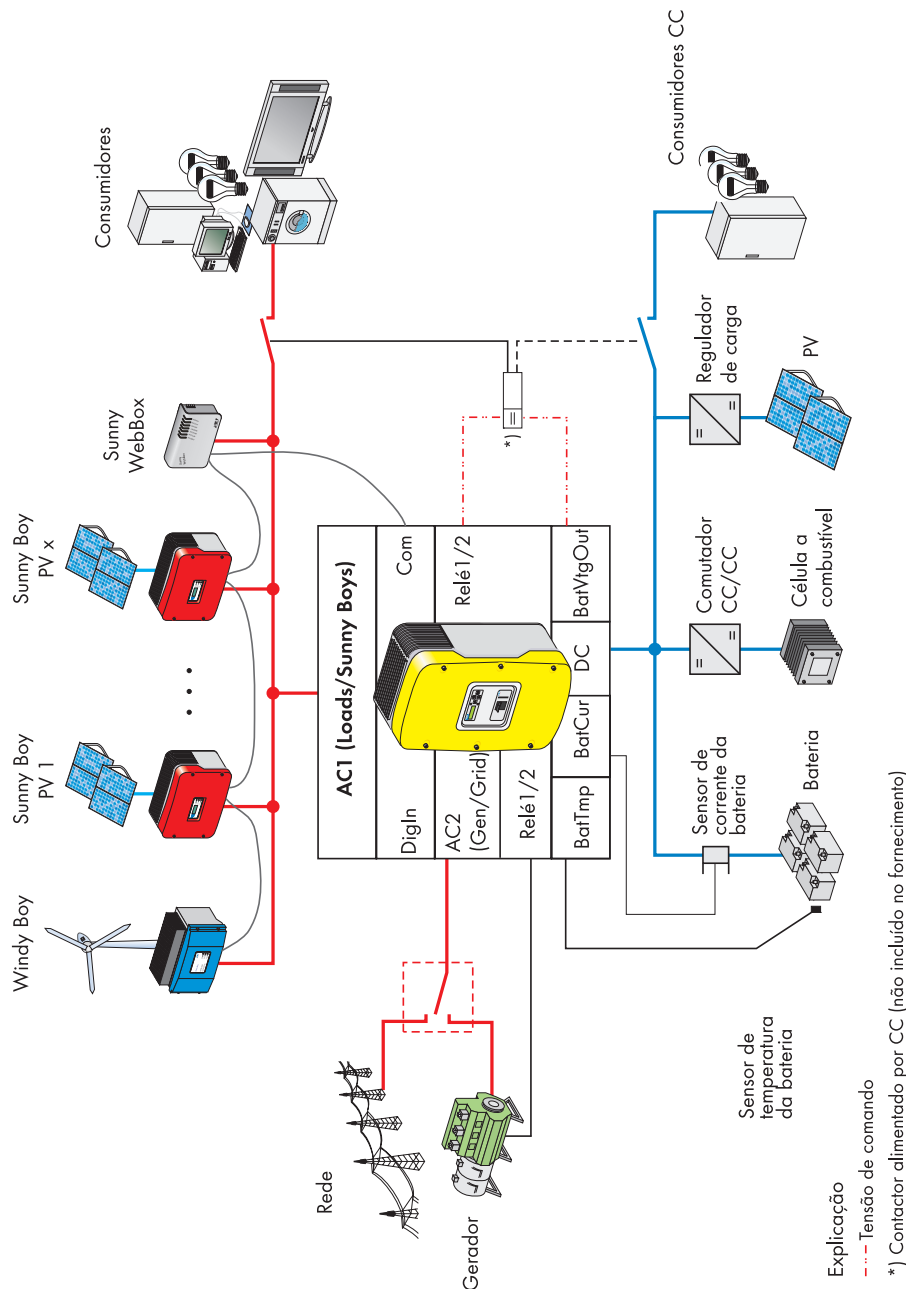 Windy Boy
Sunny Boy
PV 1
Sunny Boy
PV x
Sunny
WebBox
Consumidores
Rede
Gerador
AC1 (Loads/Sunny Boys)
DigIn
Com
AC2
(Gen/Grid)
Relé1/2
Relé1/2
BatTmp
BatCur
DC
BatVtgOut
*)
Consumidores CC
Sensor de
temperatura
da bateria
Sensor de
corrente da
bateria
Bateria
Comutador
CC/CC
Célula a
combustível
Regulador
de carga
PV
Explicação
Tensão de comando
*) Contactor alimentado por CC (não incluído no fornecimento)